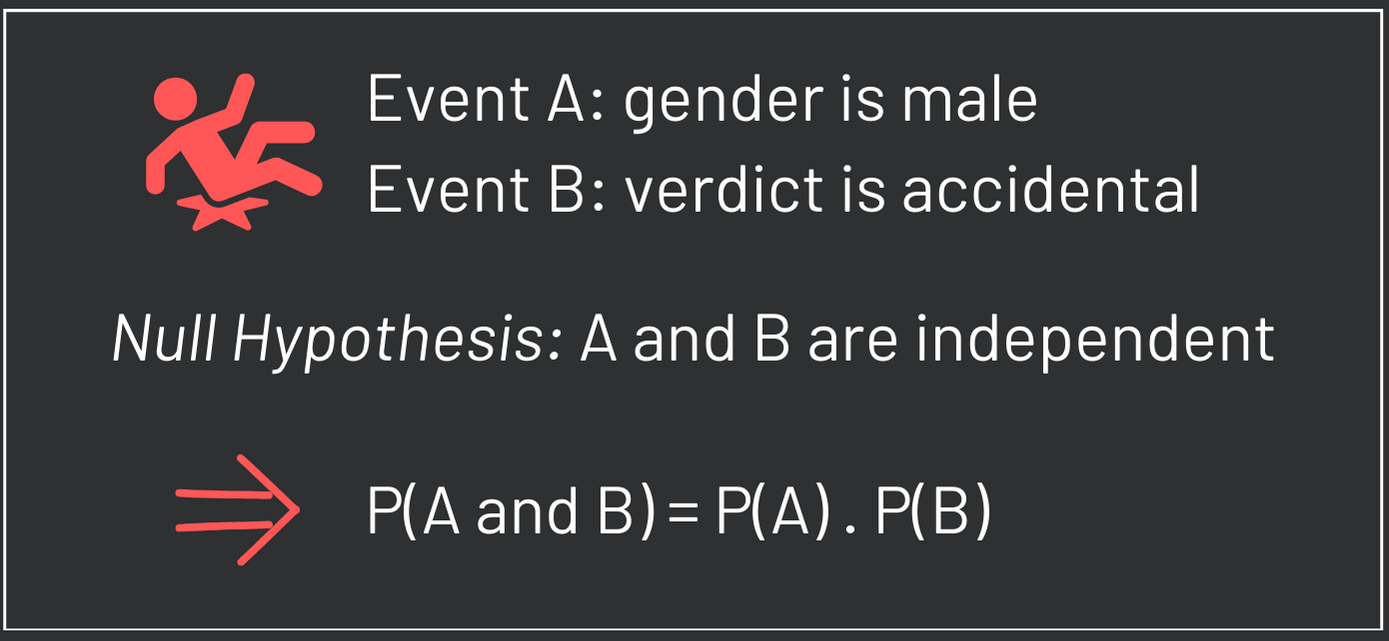 Event A: gender is male
Event B: verdict is accidental
Null Hypothesis: A and B are independent
P(A and B) = P(A) . P(B)